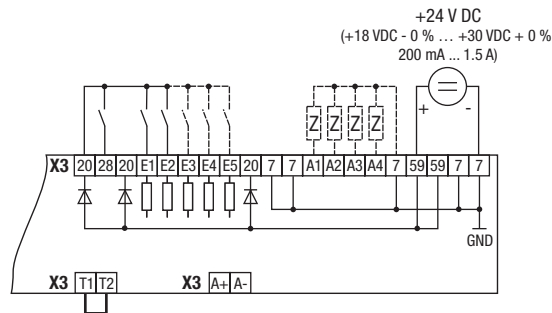 +24 V DC
(+18 VDC - 0 % ... +30 VDC + 0 %
200 mA ... 1.5 A)
+ -
Z Z Z Z
X3 20 28 20 E1 E2 E3 E4 E5 20 7 7 A1 A2 A3 A4 7 59 59 7 7
GND
X3 T1 T2 X3 A+ A-